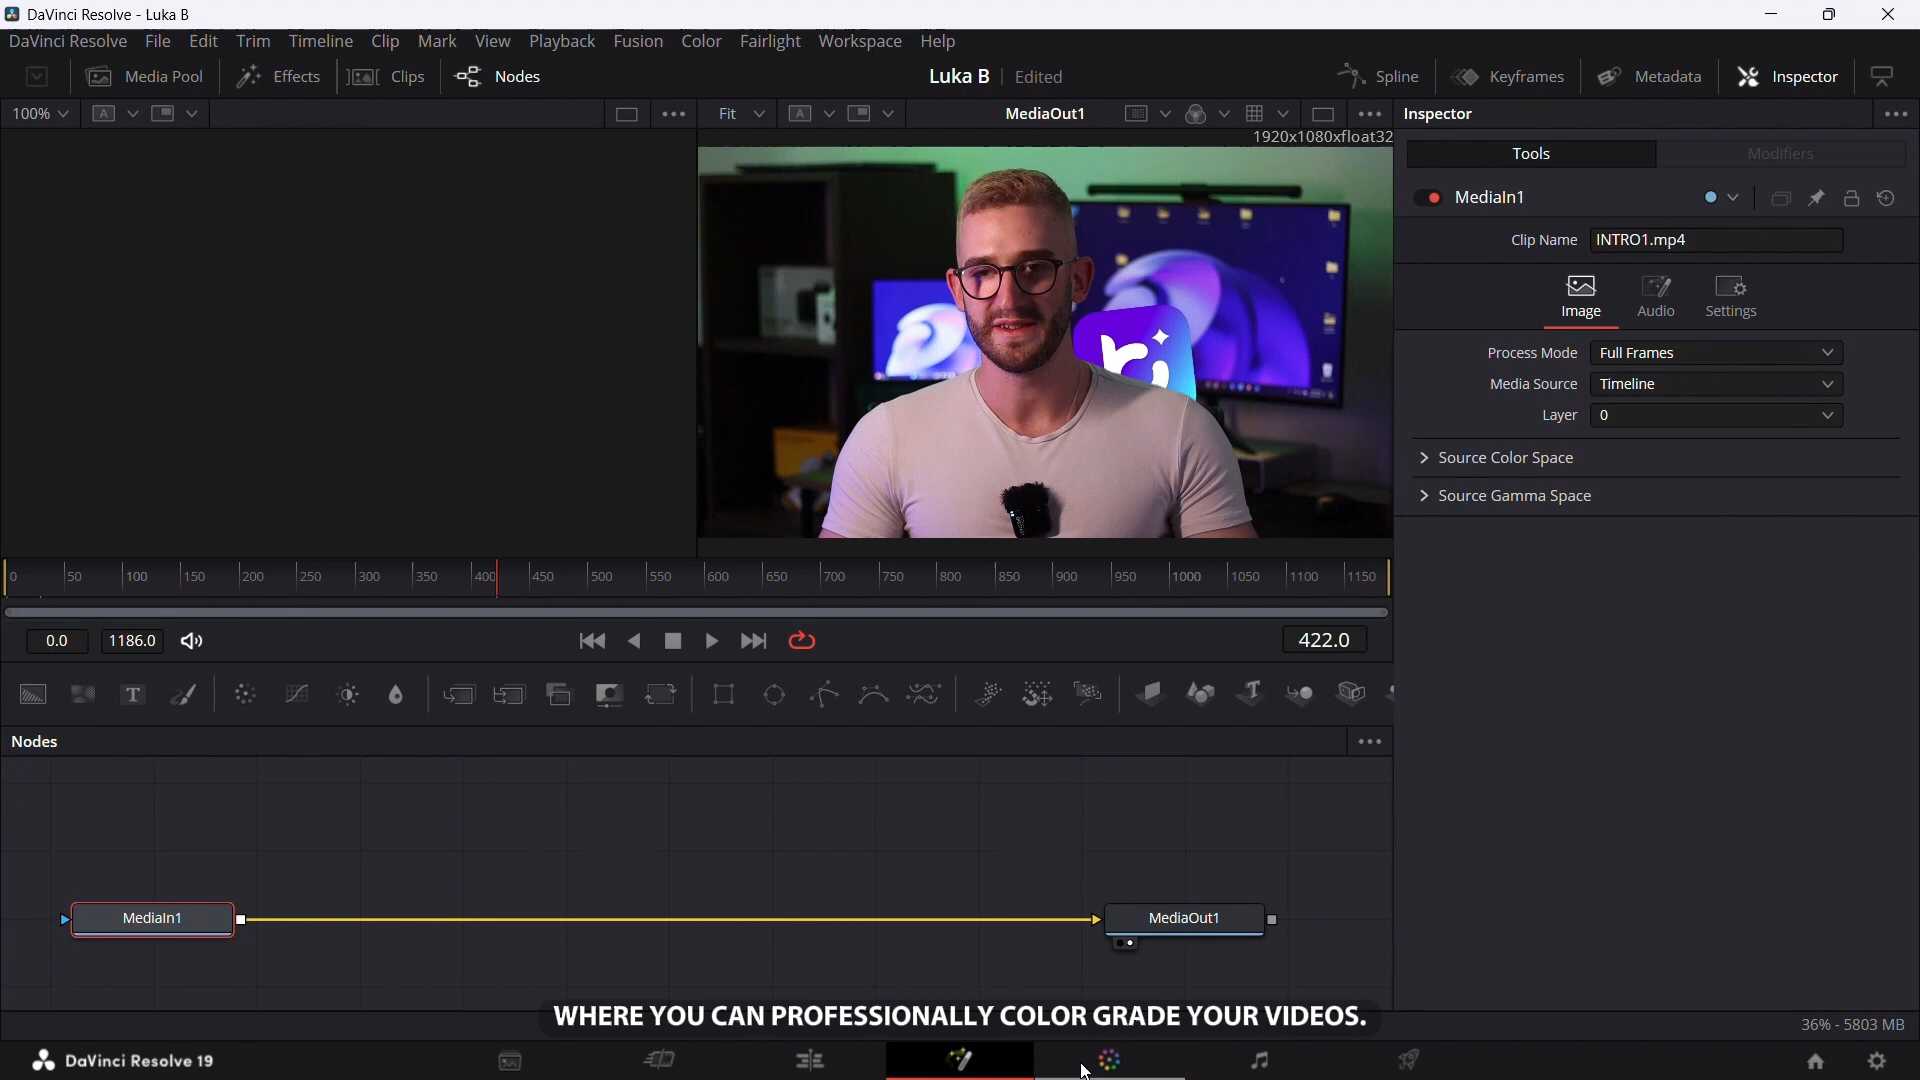 DaVinci Resolve - Luka B
DaVinci Resolve File Edit Trim Timeline Clip Mark View Playback Fusion Color Fairlight Workspace Help
Media Pool Effects Clips Nodes Luka B Edited Spline Keyframes Metadata Inspector
100% A Fit A MediaOut1 Inspector
1920x1080xfloat32
Tools Modifiers
MediaIn1
Clip Name INTRO1.mp4
Image Audio Settings
Process Mode Full Frames
Media Source Timeline
Layer 0
Source Color Space
Source Gamma Space
0 50 100 150 200 250 300 350 400 450 500 550 600 650 700 750 800 850 900 950 1000 1050 1100 1150
0.0 1186.0 422.0
T T
Nodes
MediaIn1 MediaOut1
WHERE YOU CAN PROFESSIONALLY COLOR GRADE YOUR VIDEOS.
36% - 5803 MB
DaVinci Resolve 19